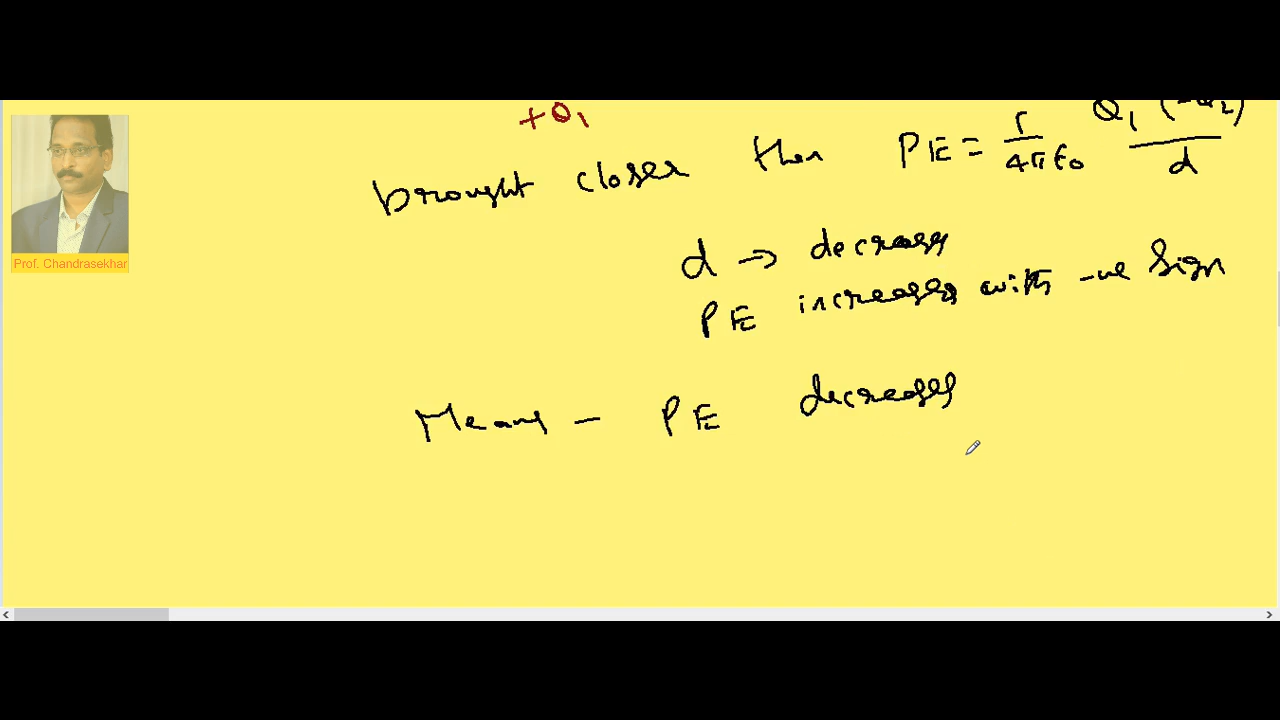 +Q₁
brought closer then PE = 1/4πε₀ Q₁ (-Q₂)/d
Prof. Chandrasekhar
d → decreases
PE increases with -ve Sign
Means - PE decreases